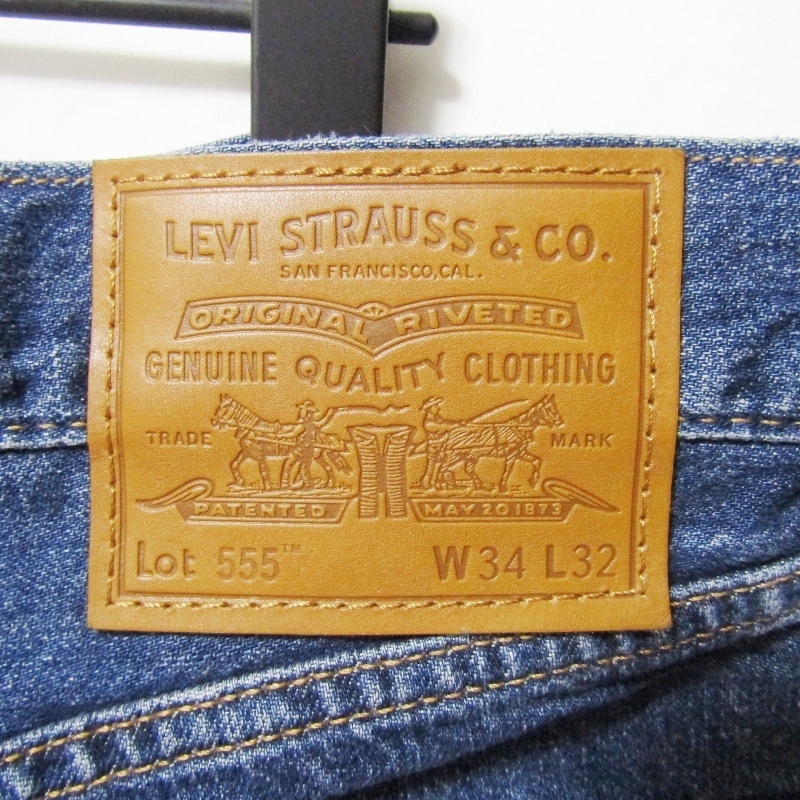 LEVI STRAUSS & CO.
SAN FRANCISCO, CAL.
ORIGINAL RIVETED
GENUINE QUALITY CLOTHING
TRADE MARK
PATENTED MAY 20 1873
Lot 555™ W34 L32